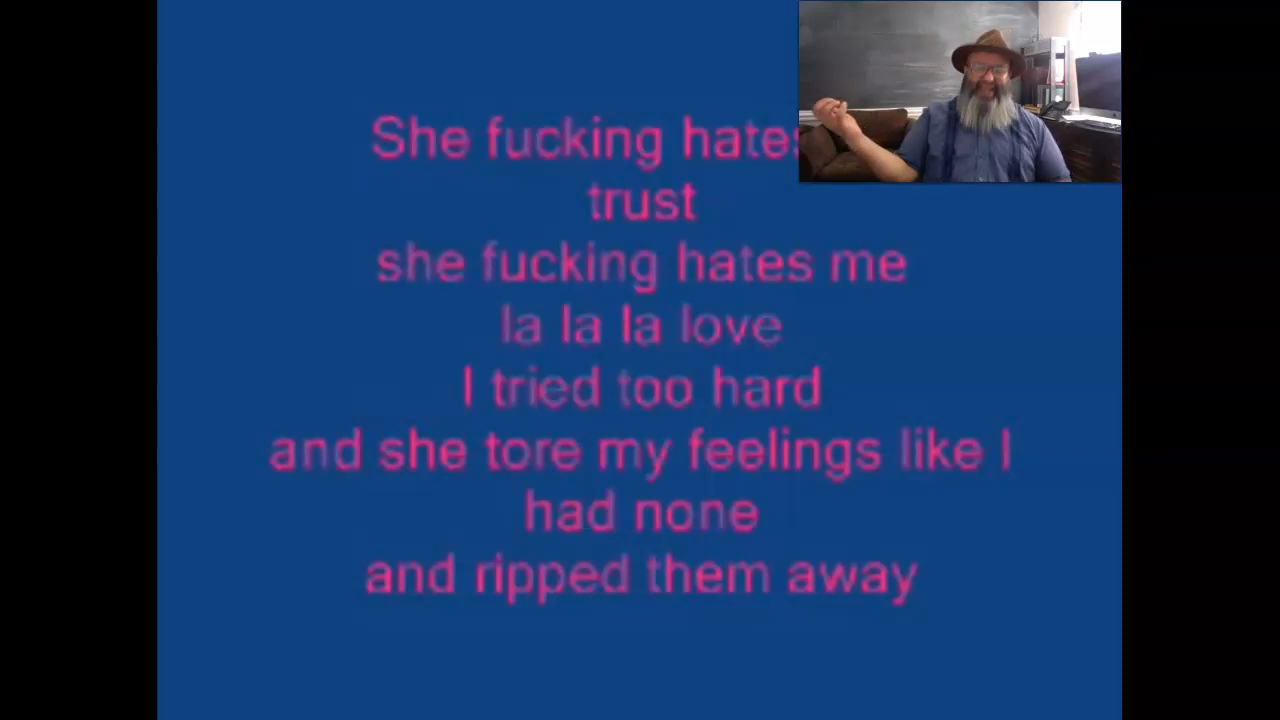 She fucking hates
trust
she fucking hates me
la la la love
I tried too hard
and she tore my feelings like I
had none
and ripped them away